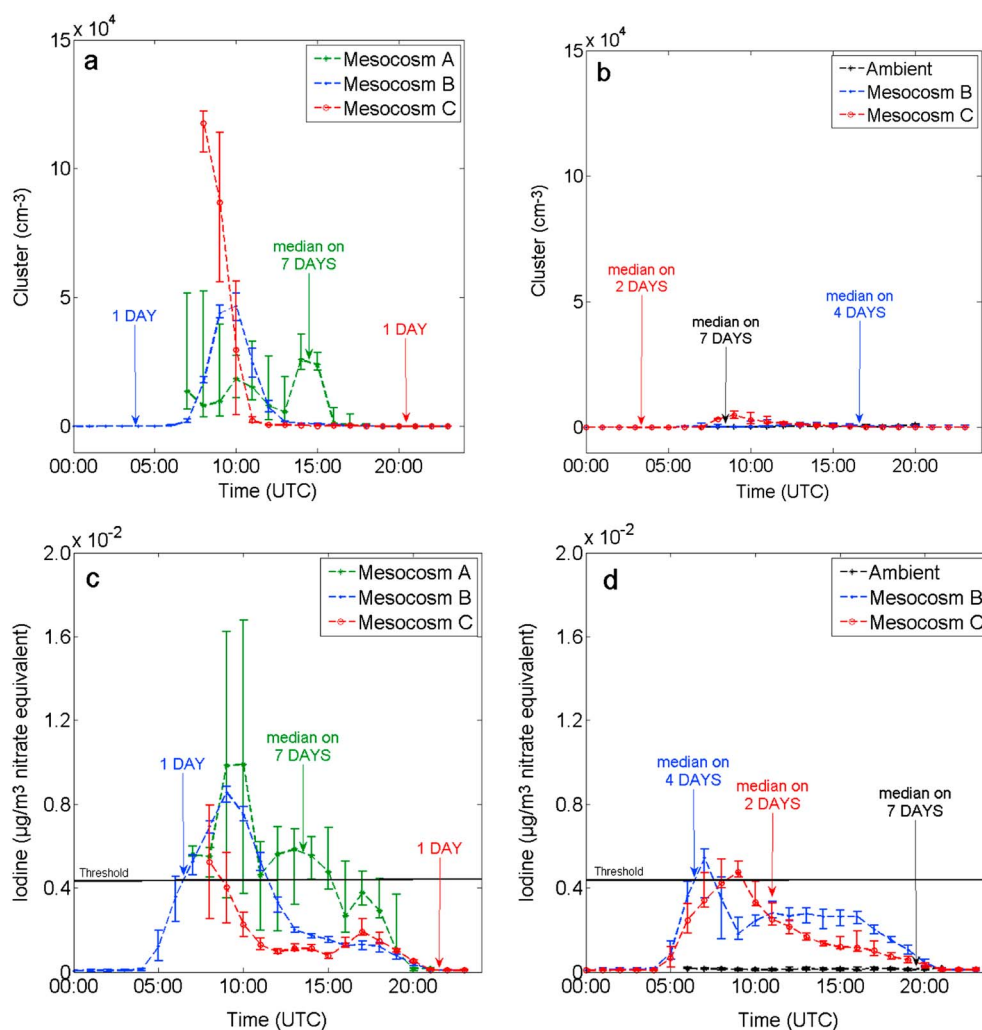 x 10⁴
15
10
5
0
Cluster (cm-3)
a
Mesocosm A
Mesocosm B
Mesocosm C
median on
7 DAYS
1 DAY
1 DAY
00:00 05:00 10:00 15:00 20:00
Time (UTC)
x 10⁴
15
10
5
0
Cluster (cm-3)
b
Ambient
Mesocosm B
Mesocosm C
median on
2 DAYS
median on
7 DAYS
median on
4 DAYS
00:00 05:00 10:00 15:00 20:00
Time (UTC)
x 10⁻²
2.0
1.6
1.2
0.8
0.4
0
Iodine (µg/m³ nitrate equivalent)
c
Mesocosm A
Mesocosm B
Mesocosm C
1 DAY
median on
7 DAYS
1 DAY
Threshold
00:00 05:00 10:00 15:00 20:00
Time (UTC)
x 10⁻²
2.0
1.6
1.2
0.8
0.4
0
Iodine (µg/m³ nitrate equivalent)
d
Ambient
Mesocosm B
Mesocosm C
median on
4 DAYS
median on
2 DAYS
median on
7 DAYS
Threshold
00:00 05:00 10:00 15:00 20:00
Time (UTC)